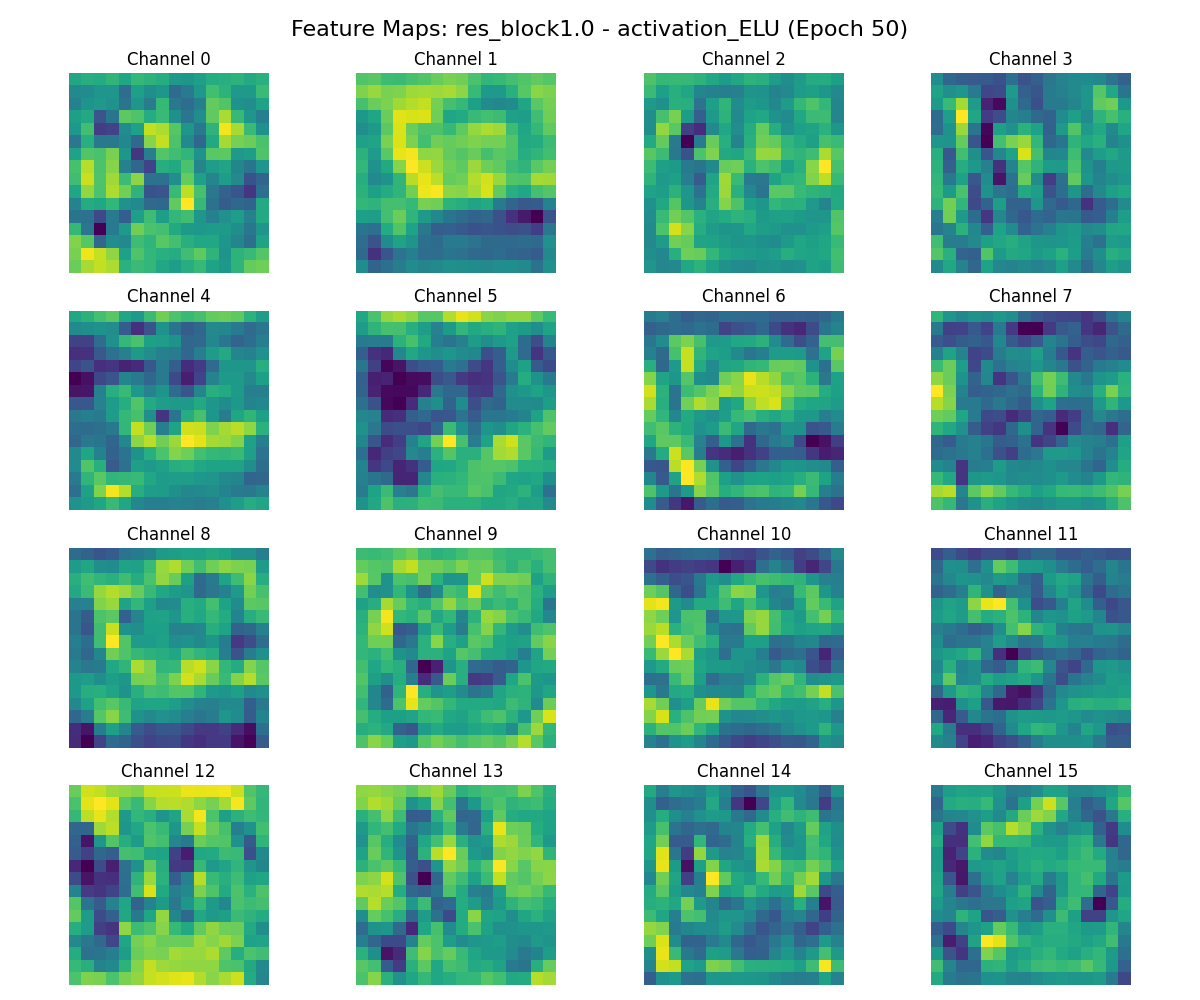 Feature Maps: res_block1.0 - activation_ELU (Epoch 50)
Channel 0
Channel 1
Channel 2
Channel 3
Channel 4
Channel 5
Channel 6
Channel 7
Channel 8
Channel 9
Channel 10
Channel 11
Channel 12
Channel 13
Channel 14
Channel 15